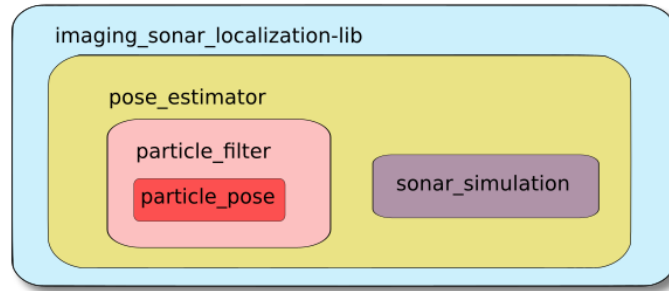 imaging_sonar_localization-lib
pose_estimator
particle_filter
particle_pose
sonar_simulation